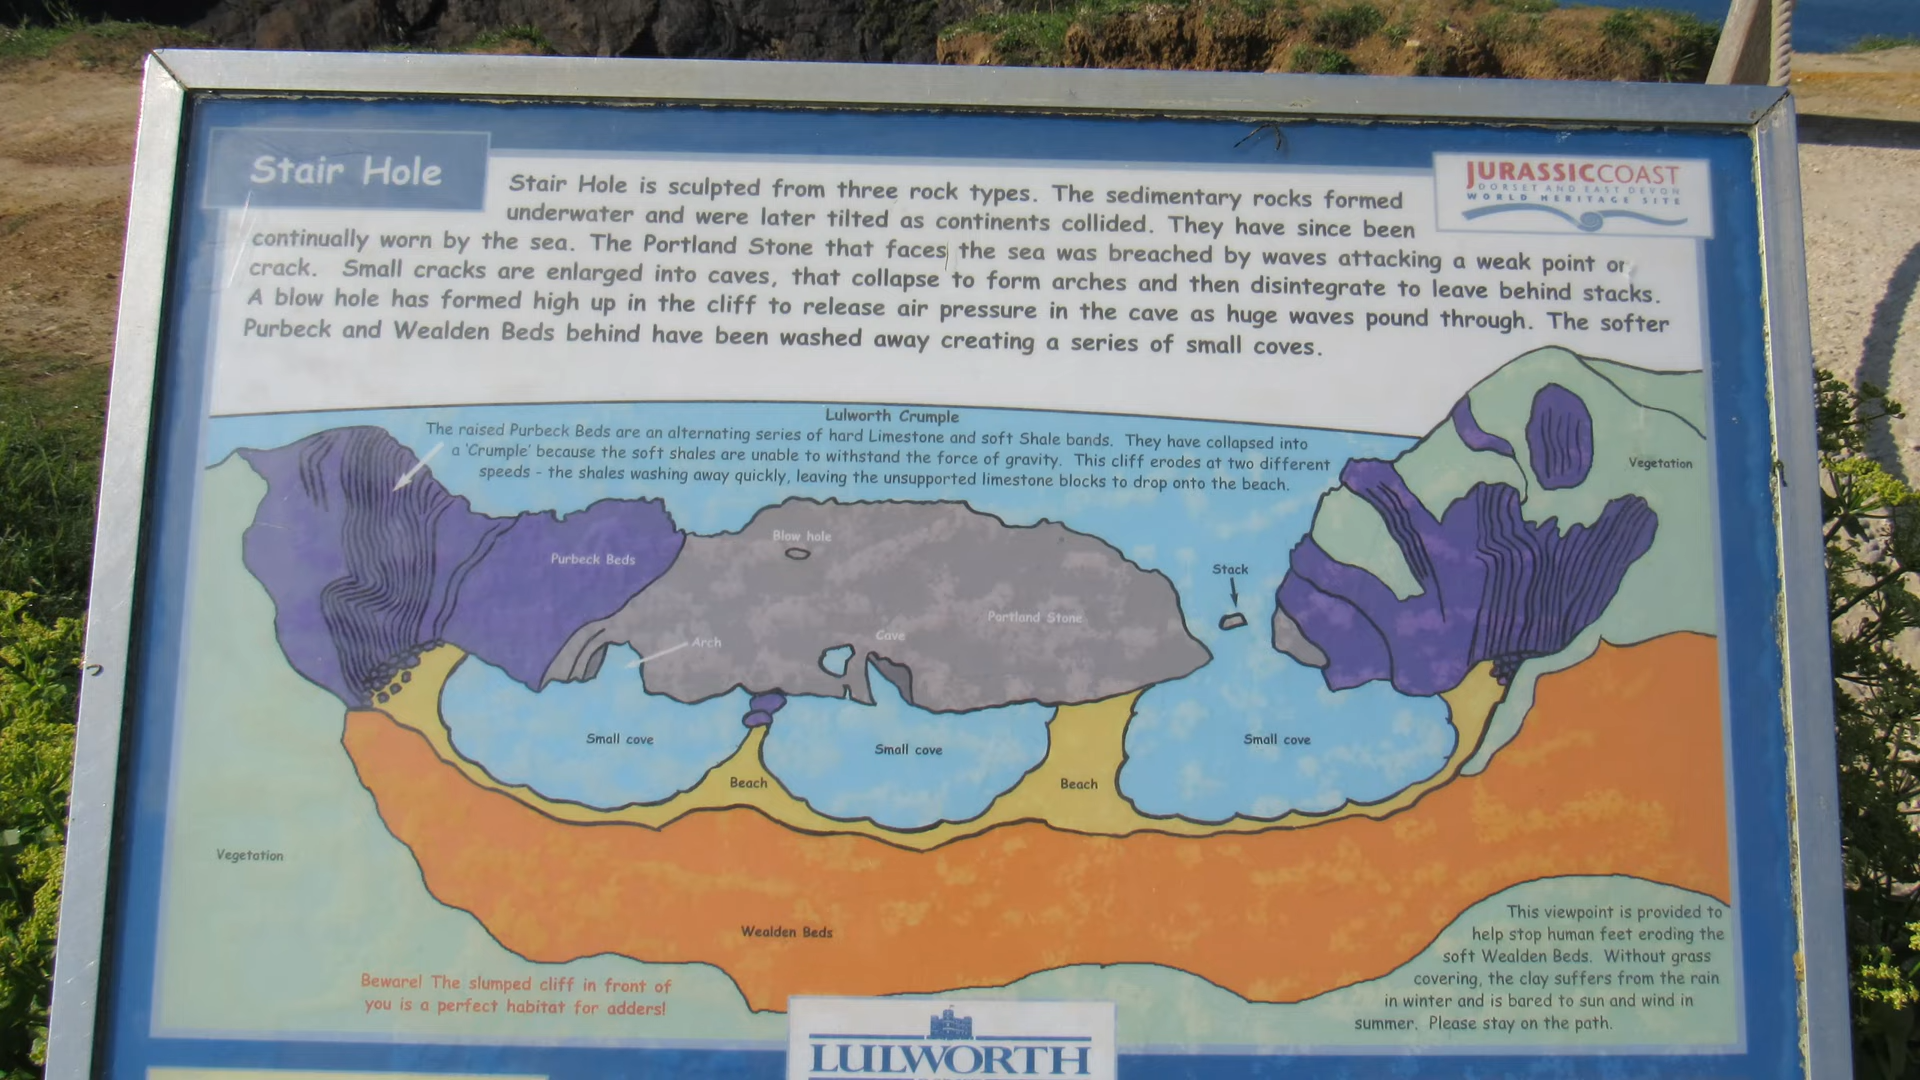 Stair Hole
JURASSICCOAST
DORSET AND EAST DEVON
WORLD HERITAGE SITE
Stair Hole is sculpted from three rock types. The sedimentary rocks formed
underwater and were later tilted as continents collided. They have since been
continually worn by the sea. The Portland Stone that faces the sea was breached by waves attacking a weak point or
crack. Small cracks are enlarged into caves, that collapse to form arches and then disintegrate to leave behind stacks.
A blow hole has formed high up in the cliff to release air pressure in the cave as huge waves pound through. The softer
Purbeck and Wealden Beds behind have been washed away creating a series of small coves.
Lulworth Crumple
The raised Purbeck Beds are an alternating series of hard Limestone and soft Shale bands. They have collapsed into
a 'Crumple' because the soft shales are unable to withstand the force of gravity. This cliff erodes at two different
speeds - the shales washing away quickly, leaving the unsupported limestone blocks to drop onto the beach.
Vegetation
Blow hole
Purbeck Beds
Stack
Portland Stone
Cave
Arch
Small cove
Small cove
Small cove
Beach
Beach
Vegetation
Wealden Beds
This viewpoint is provided to
help stop human feet eroding the
soft Wealden Beds. Without grass
covering, the clay suffers from the rain
in winter and is bared to sun and wind in
summer. Please stay on the path.
Beware! The slumped cliff in front of
you is a perfect habitat for adders!
LULWORTH